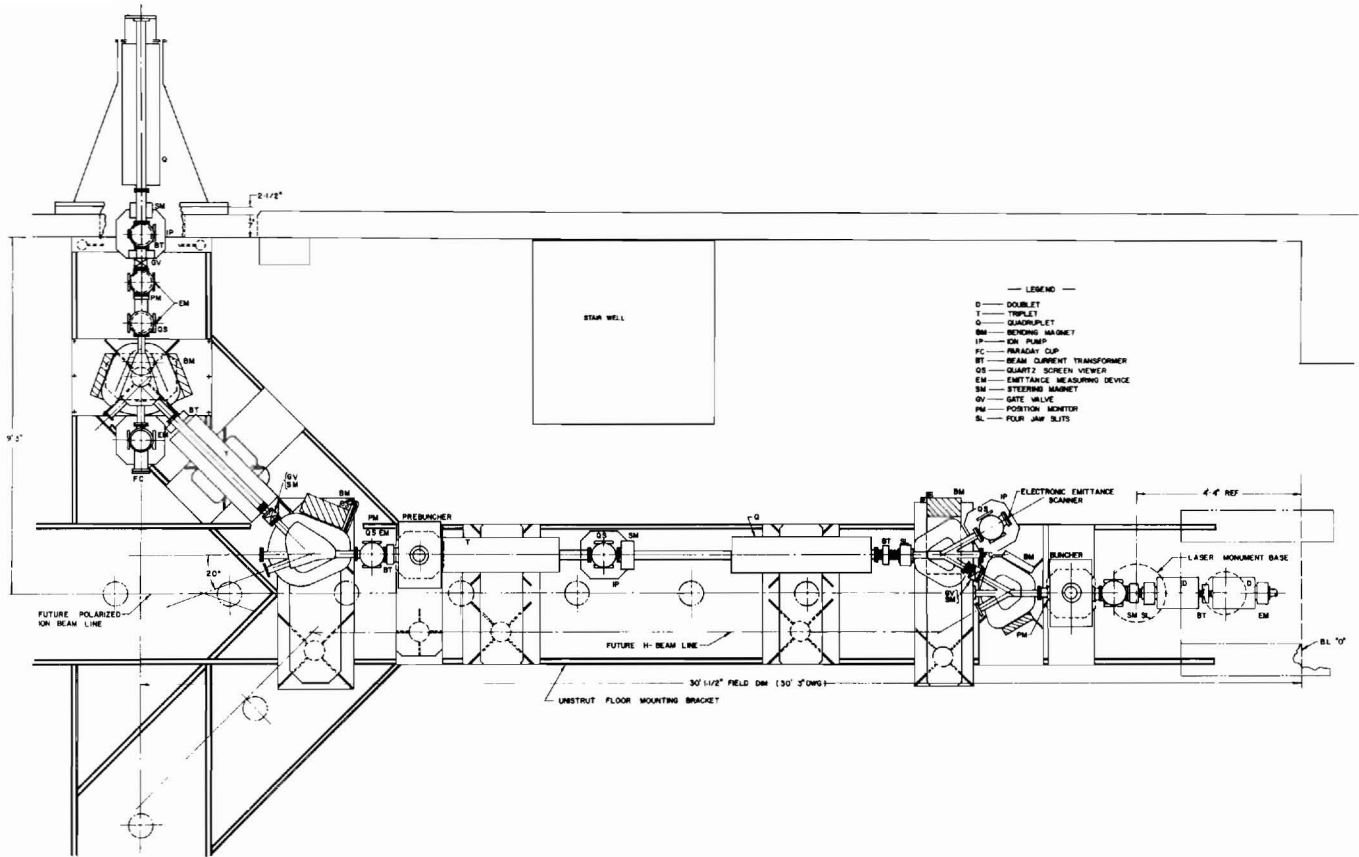 Q
2-1/2"
7"
SM
IP
BT
GV
PM
EM
QS
BM
BT
EM
FC
T
9' 3"
STAIR WELL
— LEGEND —
D — DOUBLET
T — TRIPLET
Q — QUADRUPLET
BM — BENDING MAGNET
IP — ION PUMP
FC — FARADAY CUP
BT — BEAM CURRENT TRANSFORMER
QS — QUARTZ SCREEN VIEWER
EM — EMITTANCE MEASURING DEVICE
SM — STEERING MAGNET
GV — GATE VALVE
PM — POSITION MONITOR
SL — FOUR JAW SLITS
GV
SM
BM
PM
PREBUNCHER
QS EM
BT
T
QS
SM
IP
Q
BT
SL
BM
IP
QS
ELECTRONIC EMITTANCE
SCANNER
4'-4" REF
FC
BM
BUNCHER
LASER MONUMENT BASE
GV
SM
PM
SM SL
D
BT
D
EM
20°
FUTURE POLARIZED
ION BEAM LINE
FUTURE H- BEAM LINE
B.L "0"
30' 1-1/2" FIELD DIM (30' 3" DWG)
UNISTRUT FLOOR MOUNTING BRACKET